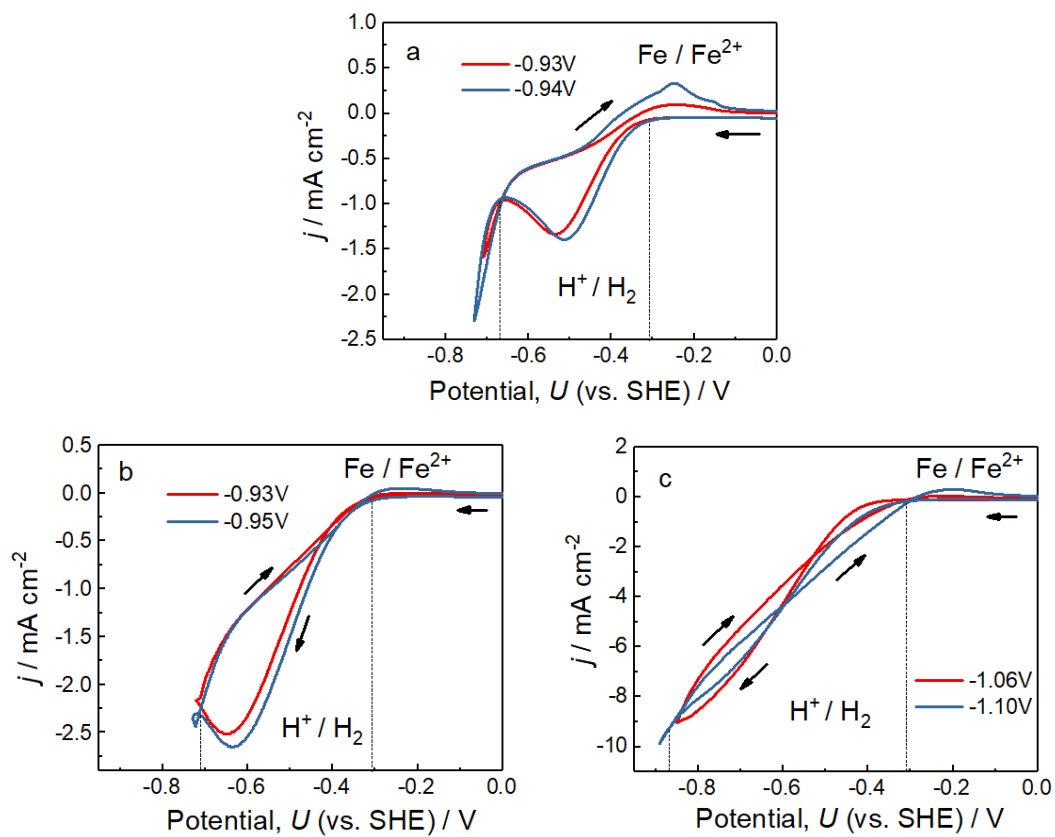 a
Fe / Fe²⁺
-0.93V
-0.94V
H⁺ / H₂
1.0
0.5
0.0
-0.5
-1.0
-1.5
-2.0
-2.5
j / mA cm⁻²
-0.8 -0.6 -0.4 -0.2 0.0
Potential, U (vs. SHE) / V
b
Fe / Fe²⁺
-0.93V
-0.95V
H⁺ / H₂
0.5
0.0
-0.5
-1.0
-1.5
-2.0
-2.5
j / mA cm⁻²
-0.8 -0.6 -0.4 -0.2 0.0
Potential, U (vs. SHE) / V
Fe / Fe²⁺
c
-1.06V
-1.10V
H⁺ / H₂
2
0
-2
-4
-6
-8
-10
j / mA cm⁻²
-0.8 -0.6 -0.4 -0.2 0.0
Potential, U (vs. SHE) / V